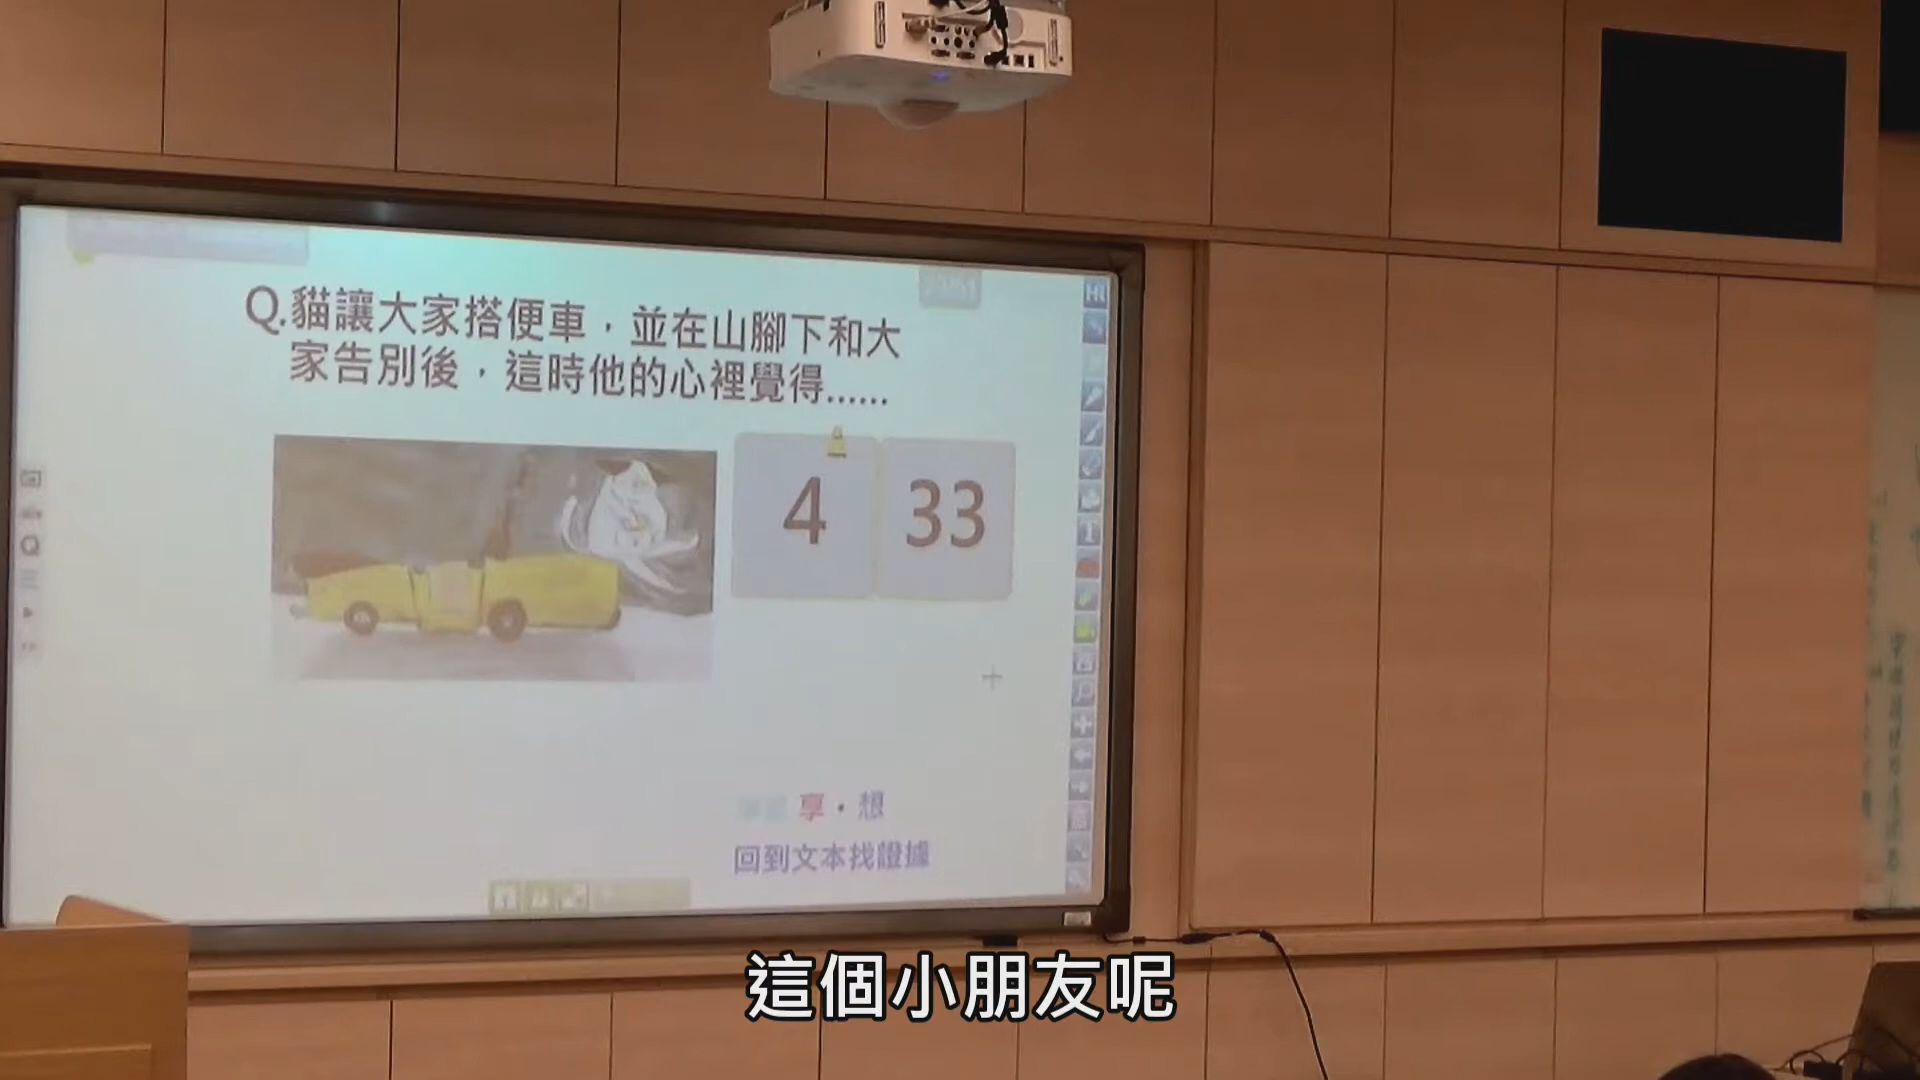 Q.貓讓大家搭便車，並在山腳下和大
家告別後，這時他的心裡覺得......
4 33
享・想
回到文本找證據
這個小朋友呢